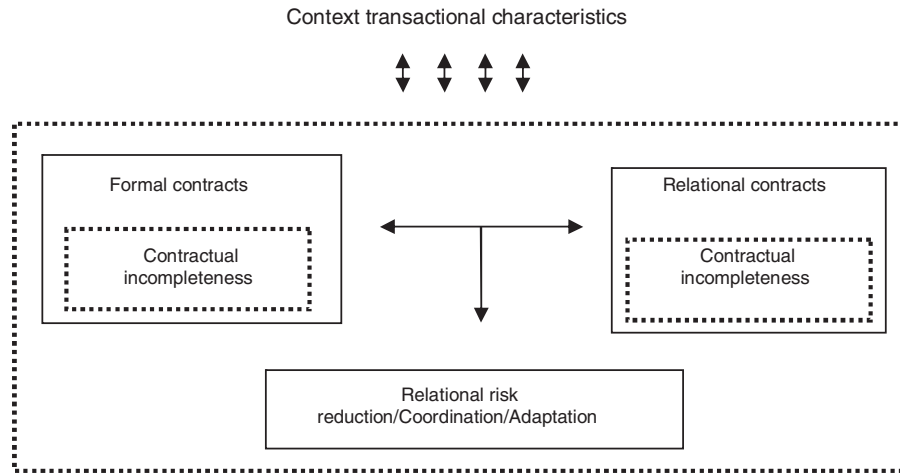 Context transactional characteristics
Formal contracts
Relational contracts
Contractual
incompleteness
Contractual
incompleteness
Relational risk
reduction/Coordination/Adaptation